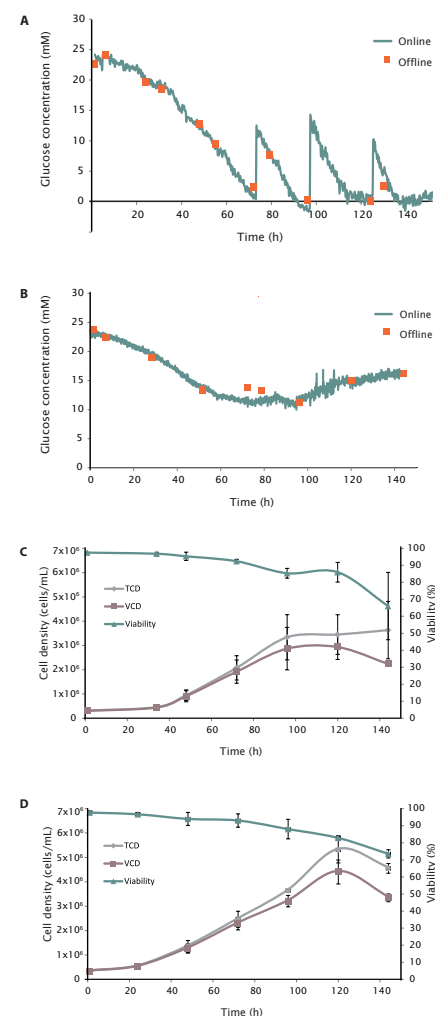 A
Glucose concentration (mM)
30
25
20
15
10
5
0
20
40
60
80
100
120
140
Time (h)
Online
Offline
B
Glucose concentration (mM)
30
25
20
15
10
5
0
0
20
40
60
80
100
120
140
Time (h)
Online
Offline
C
Cell density (cells/mL)
7x10⁶
6x10⁶
5x10⁶
4x10⁶
3x10⁶
2x10⁶
1x10⁶
0
TCD
VCD
Viability
100
90
80
70
60
50
40
30
20
10
0
Viability (%)
0
20
40
60
80
100
120
140
Time (h)
D
Cell density (cells/mL)
7x10⁶
6x10⁶
5x10⁶
4x10⁶
3x10⁶
2x10⁶
1x10⁶
0
TCD
VCD
Viability
100
90
80
70
60
50
40
30
20
10
0
Viability (%)
0
20
40
60
80
100
120
140
Time (h)